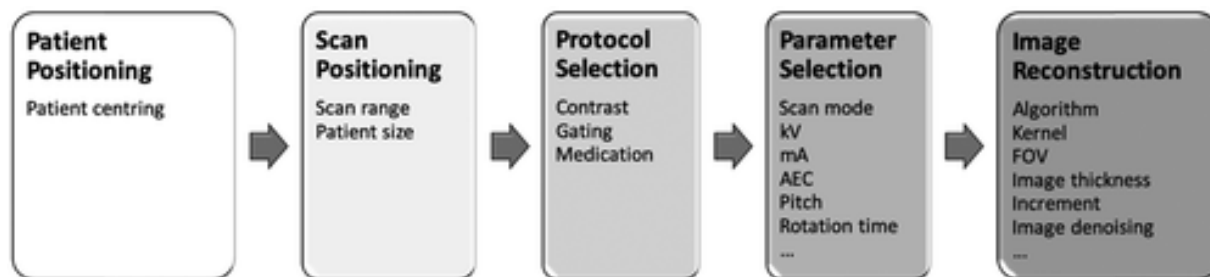 Patient
Positioning
Patient centring
Scan
Positioning
Scan range
Patient size
Protocol
Selection
Contrast
Gating
Medication
Parameter
Selection
Scan mode
kV
mA
AEC
Pitch
Rotation time
...
Image
Reconstruction
Algorithm
Kernel
FOV
Image thickness
Increment
Image denoising
...